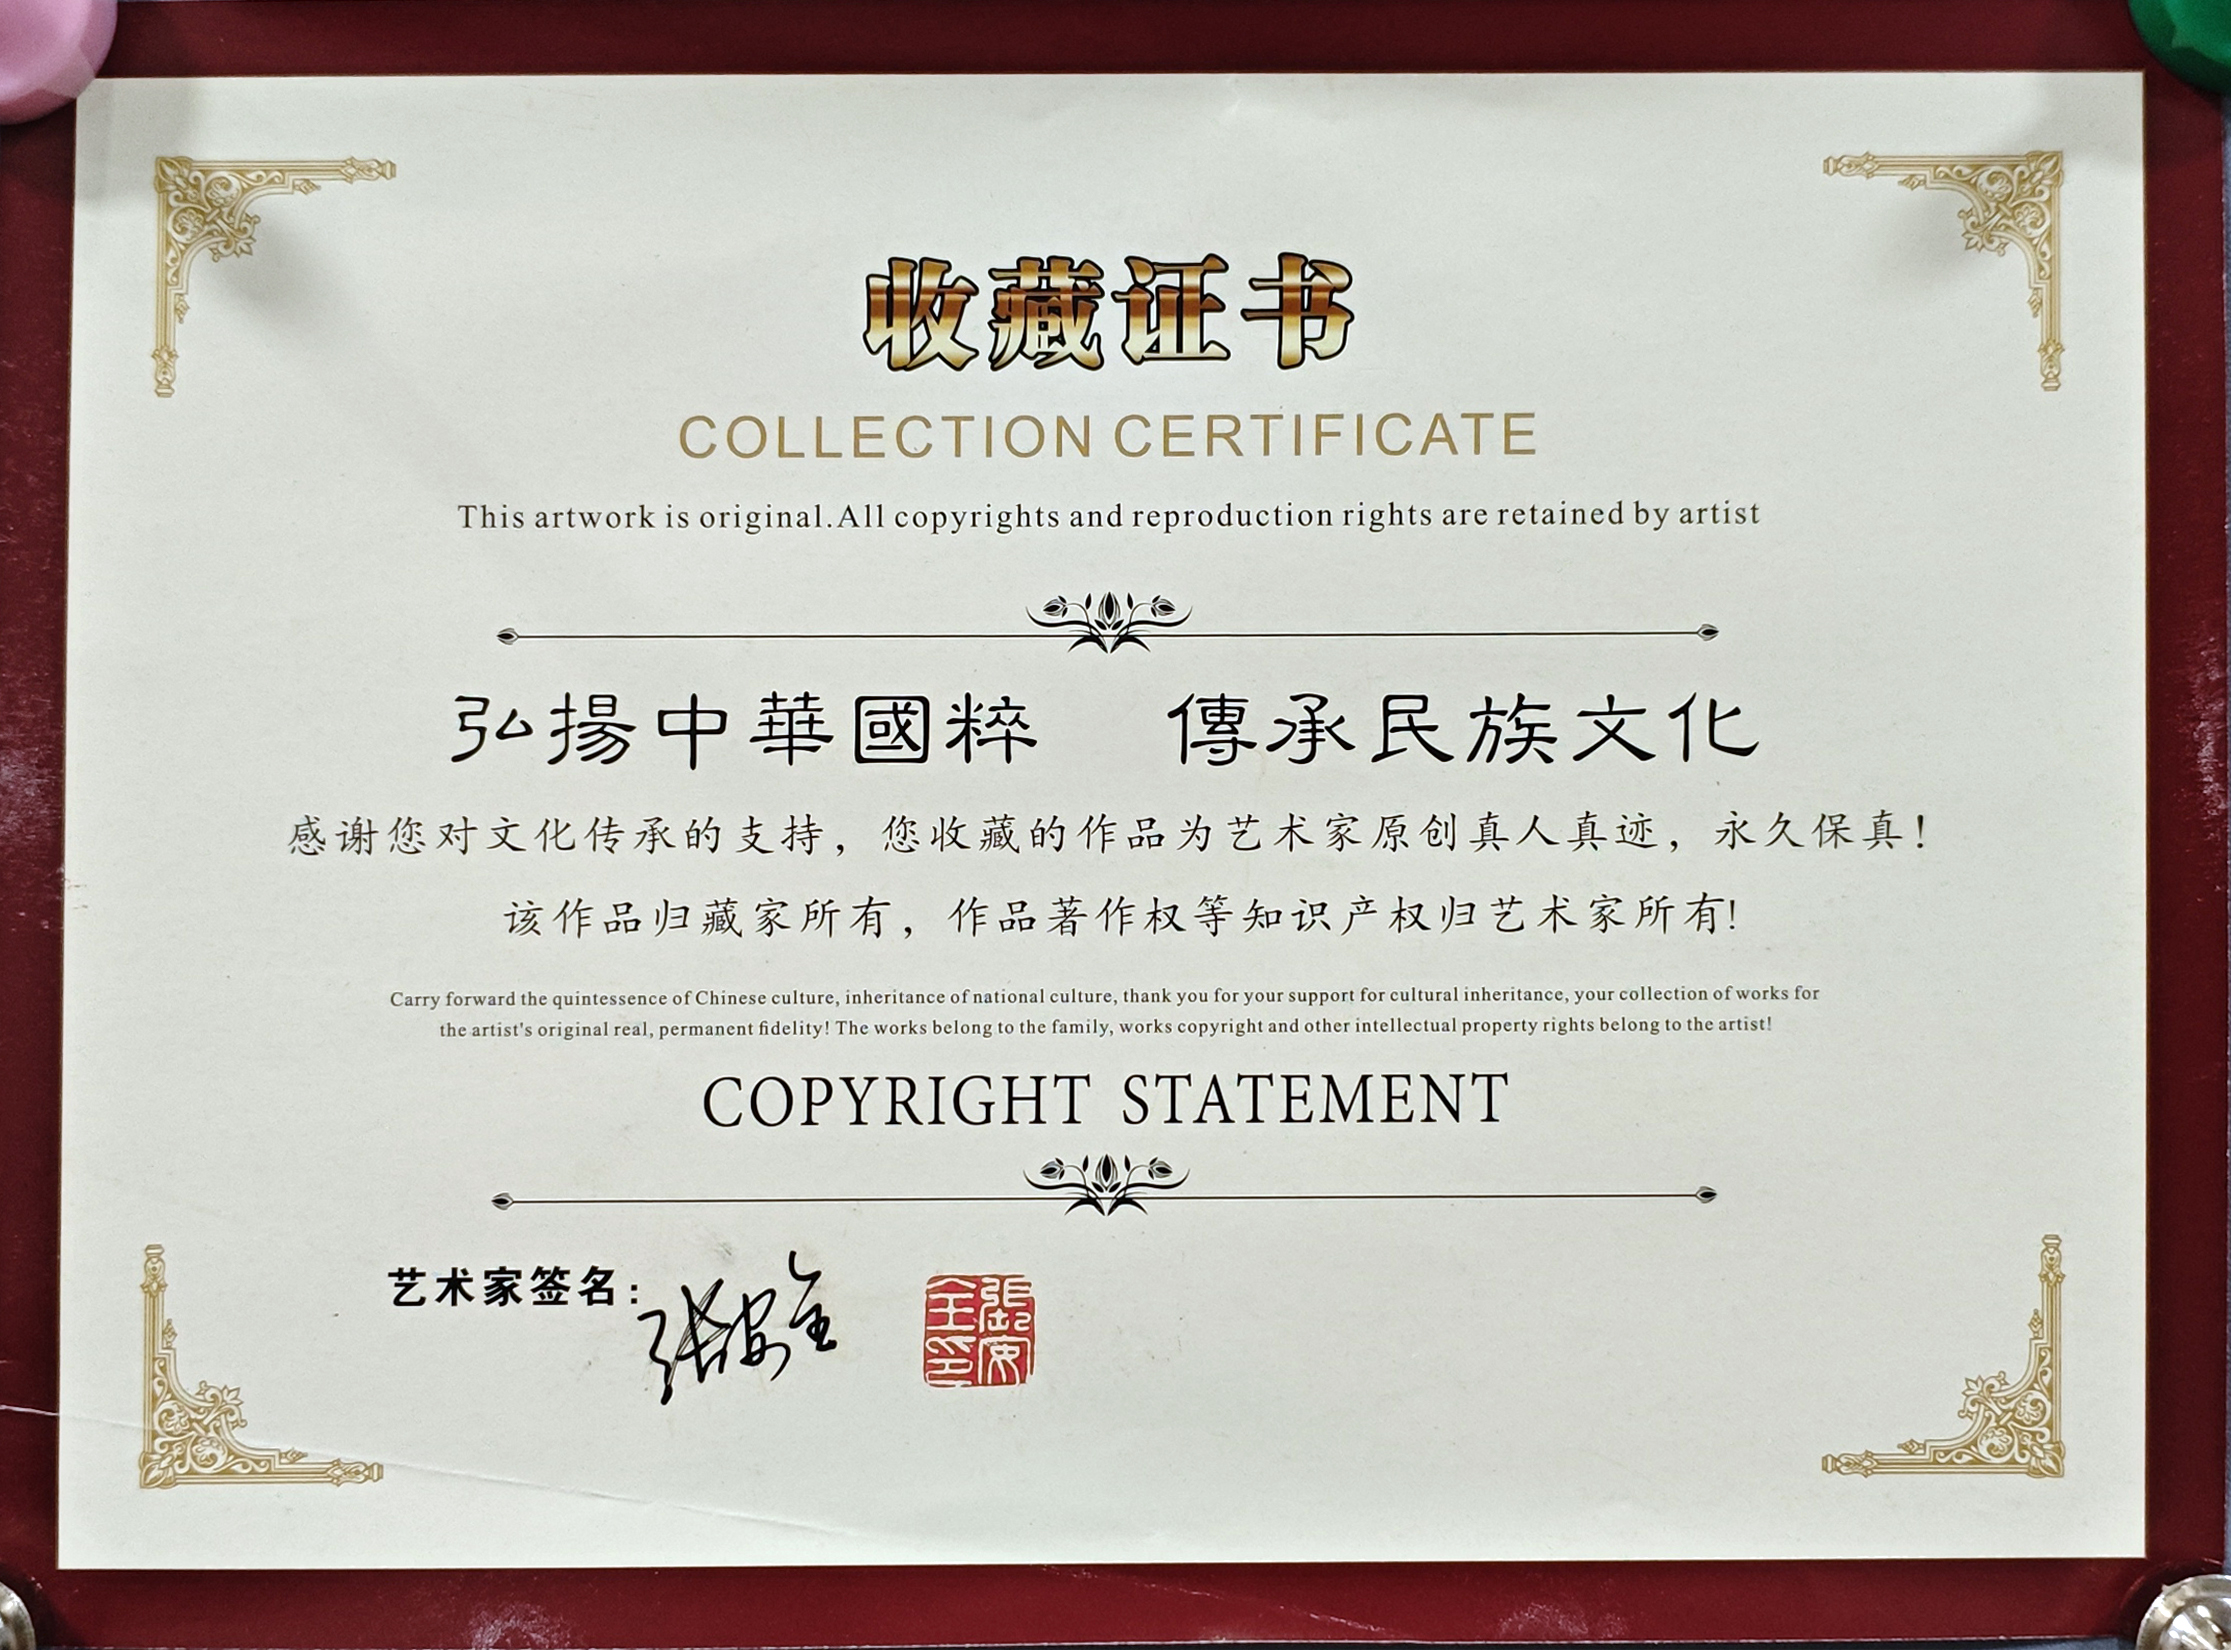 收藏证书
COLLECTION CERTIFICATE
This artwork is original.All copyrights and reproduction rights are retained by artist
弘揚中華國粹 傳承民族文化
感谢您对文化传承的支持，您收藏的作品为艺术家原创真人真迹，永久保真！
该作品归藏家所有，作品著作权等知识产权归艺术家所有!
Carry forward the quintessence of Chinese culture, inheritance of national culture, thank you for your support for cultural inheritance, your collection of works for
the artist's original real, permanent fidelity! The works belong to the family, works copyright and other intellectual property rights belong to the artist!
COPYRIGHT STATEMENT
艺术家签名：张安全
張安
全印